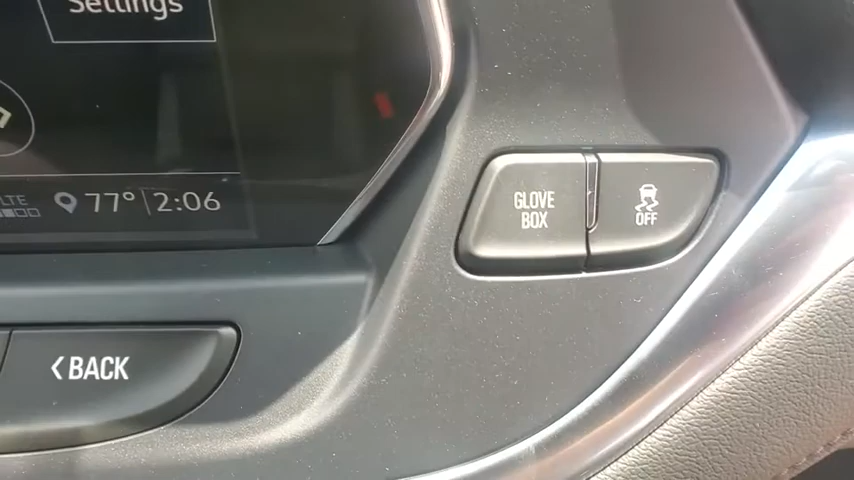 Settings
LTE 77° 2:06
GLOVE
BOX
OFF
BACK